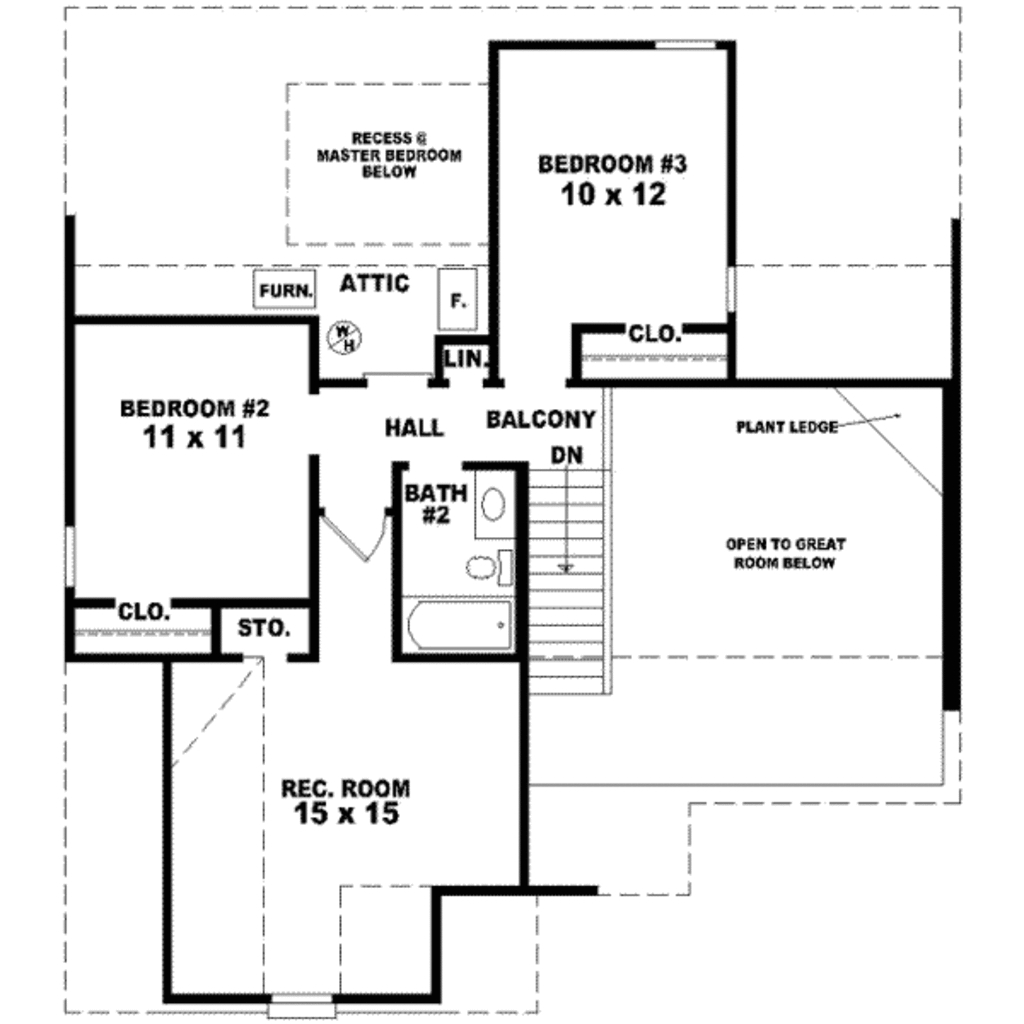 RECESS @
MASTER BEDROOM
BELOW
BEDROOM #3
10 x 12
FURN.
ATTIC
F.
W
H
LIN.
CLO.
BEDROOM #2
11 x 11
HALL
BALCONY
DN
PLANT LEDGE
BATH
#2
OPEN TO GREAT
ROOM BELOW
CLO.
STO.
REC. ROOM
15 x 15